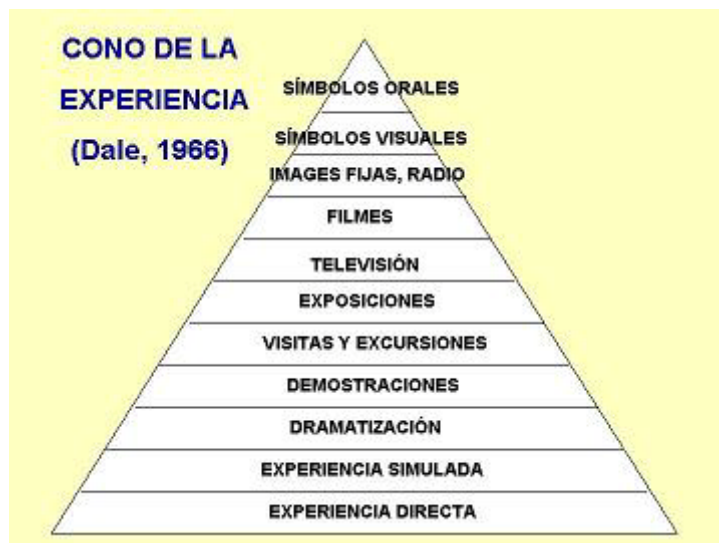 CONO DE LA
EXPERIENCIA
(Dale, 1966)
SÍMBOLOS ORALES
SÍMBOLOS VISUALES
IMAGES FIJAS, RADIO
FILMES
TELEVISIÓN
EXPOSICIONES
VISITAS Y EXCURSIONES
DEMOSTRACIONES
DRAMATIZACIÓN
EXPERIENCIA SIMULADA
EXPERIENCIA DIRECTA